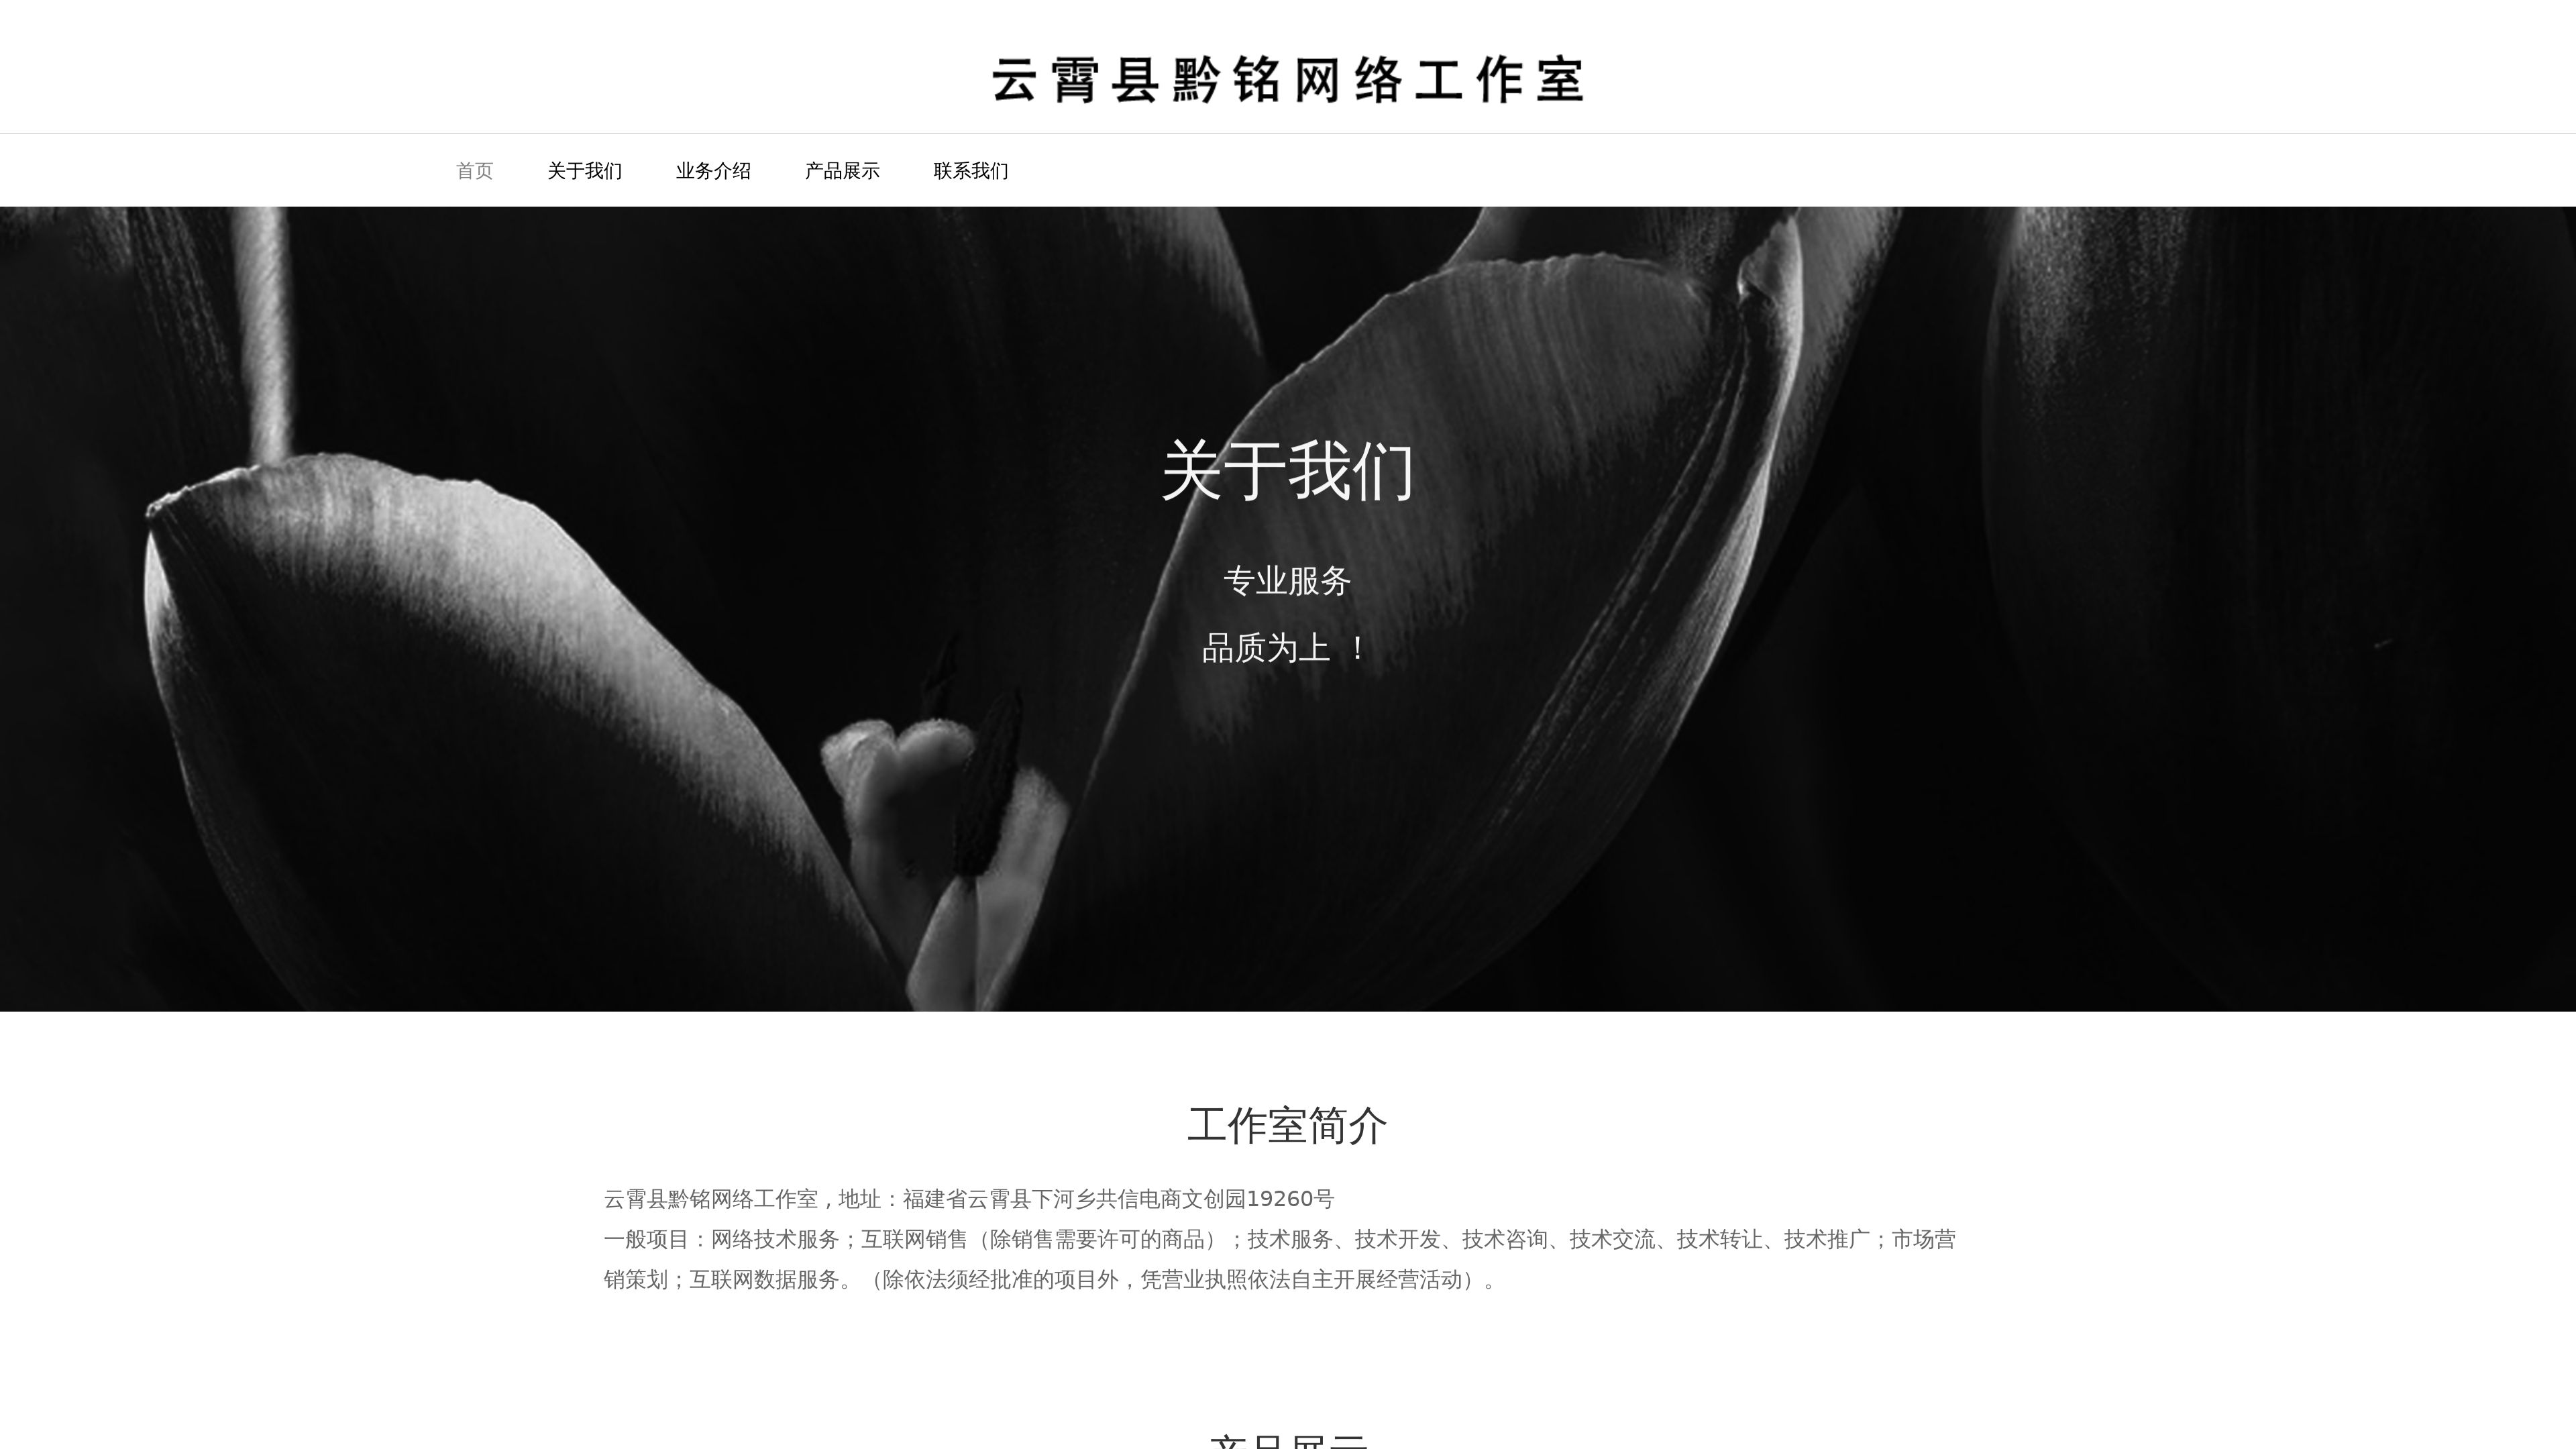 云霄县黔铭网络工作室
首页 关于我们 业务介绍 产品展示 联系我们
关于我们
专业服务
品质为上 ！
工作室简介
云霄县黔铭网络工作室，地址：福建省云霄县下河乡共信电商文创园19260号
一般项目：网络技术服务；互联网销售（除销售需要许可的商品）；技术服务、技术开发、技术咨询、技术交流、技术转让、技术推广；市场营
销策划；互联网数据服务。（除依法须经批准的项目外，凭营业执照依法自主开展经营活动）。
产品展示